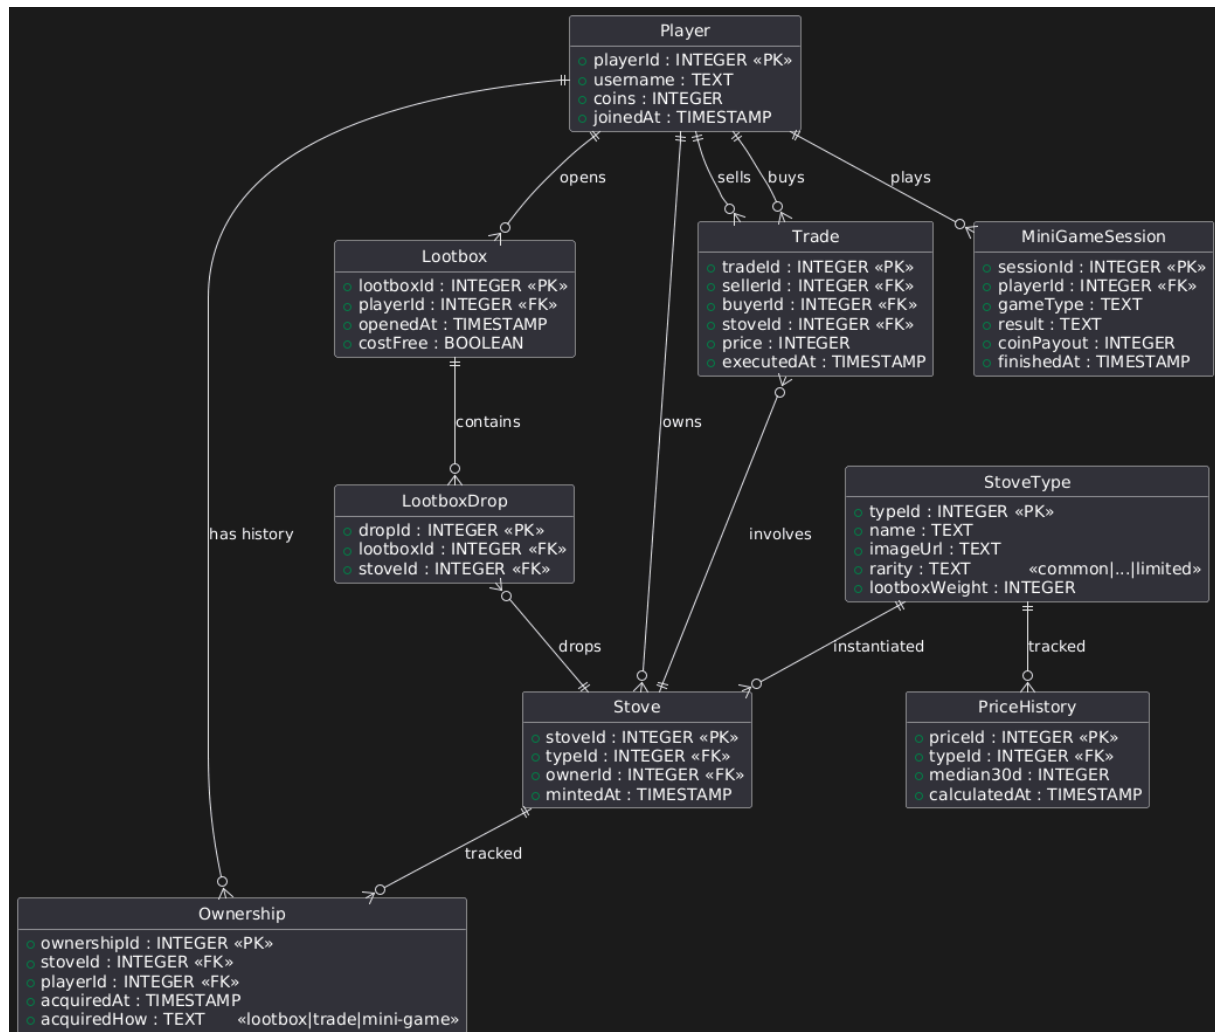 Player
playerId : INTEGER «PK»
username : TEXT
coins : INTEGER
joinedAt : TIMESTAMP
opens
sells
buys
plays
Lootbox
lootboxId : INTEGER «PK»
playerId : INTEGER «FK»
openedAt : TIMESTAMP
costFree : BOOLEAN
Trade
tradeId : INTEGER «PK»
sellerId : INTEGER «FK»
buyerId : INTEGER «FK»
stoveId : INTEGER «FK»
price : INTEGER
executedAt : TIMESTAMP
MiniGameSession
sessionId : INTEGER «PK»
playerId : INTEGER «FK»
gameType : TEXT
result : TEXT
coinPayout : INTEGER
finishedAt : TIMESTAMP
contains
owns
LootboxDrop
dropId : INTEGER «PK»
lootboxId : INTEGER «FK»
stoveId : INTEGER «FK»
has history
involves
StoveType
typeId : INTEGER «PK»
name : TEXT
imageUrl : TEXT
rarity : TEXT «common|...|limited»
lootboxWeight : INTEGER
drops
instantiated
tracked
Stove
stoveId : INTEGER «PK»
typeId : INTEGER «FK»
ownerId : INTEGER «FK»
mintedAt : TIMESTAMP
PriceHistory
priceId : INTEGER «PK»
typeId : INTEGER «FK»
median30d : INTEGER
calculatedAt : TIMESTAMP
tracked
Ownership
ownershipId : INTEGER «PK»
stoveId : INTEGER «FK»
playerId : INTEGER «FK»
acquiredAt : TIMESTAMP
acquiredHow : TEXT «lootbox|trade|mini-game»